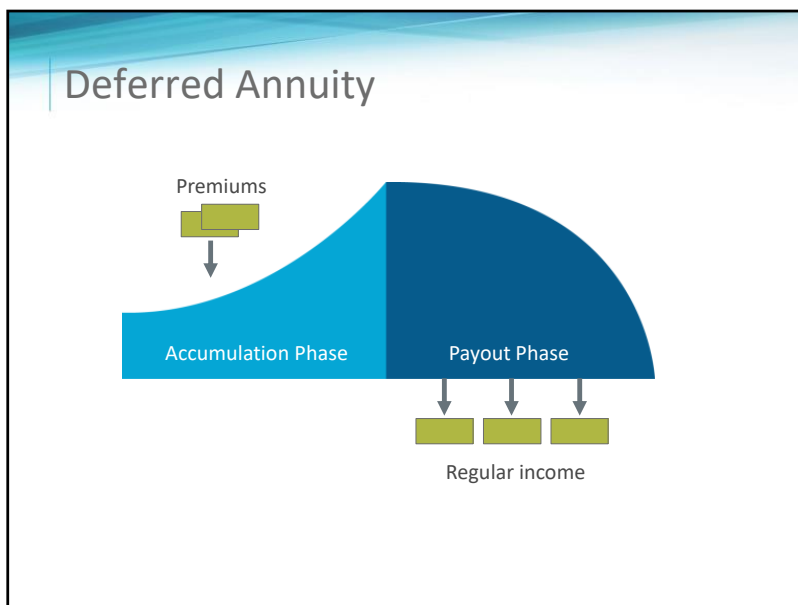 Deferred Annuity
Premiums
Accumulation Phase
Payout Phase
Regular income